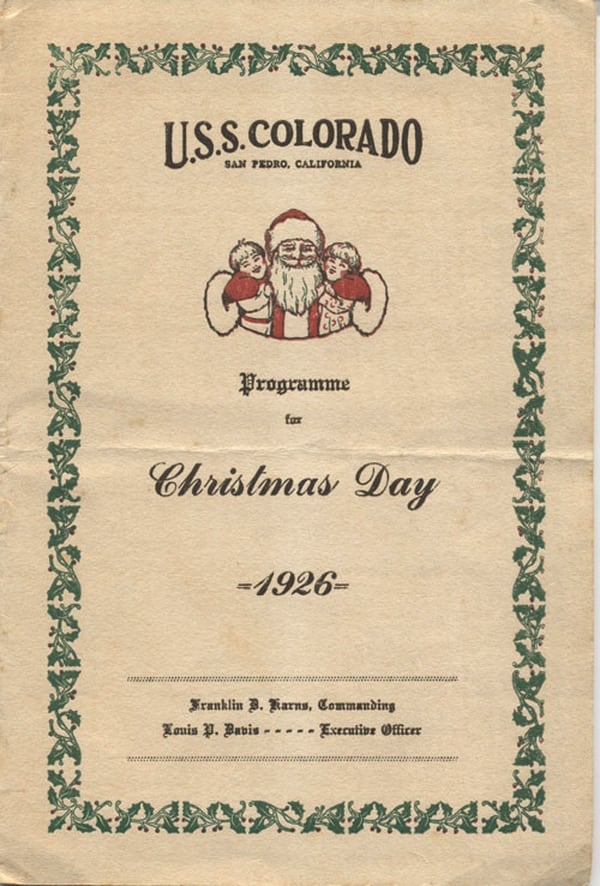 U.S.S. COLORADO
SAN PEDRO, CALIFORNIA
Programme
for
Christmas Day
=1926=
Franklin D. Karns, Commanding
Louis P. Davis - - - - - Executive Officer